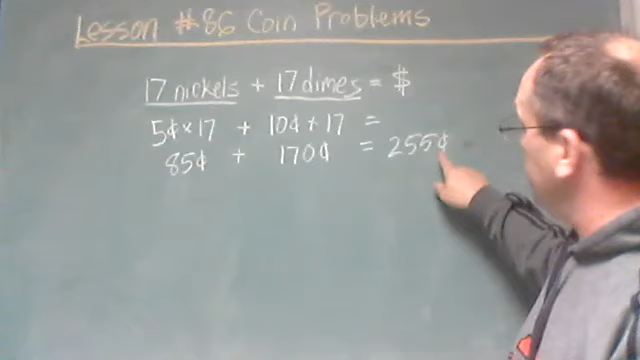 Lesson #86 Coin Problems
17 nickels + 17 dimes = $
5¢×17 + 10¢×17 =
85¢ + 170¢ = 255¢